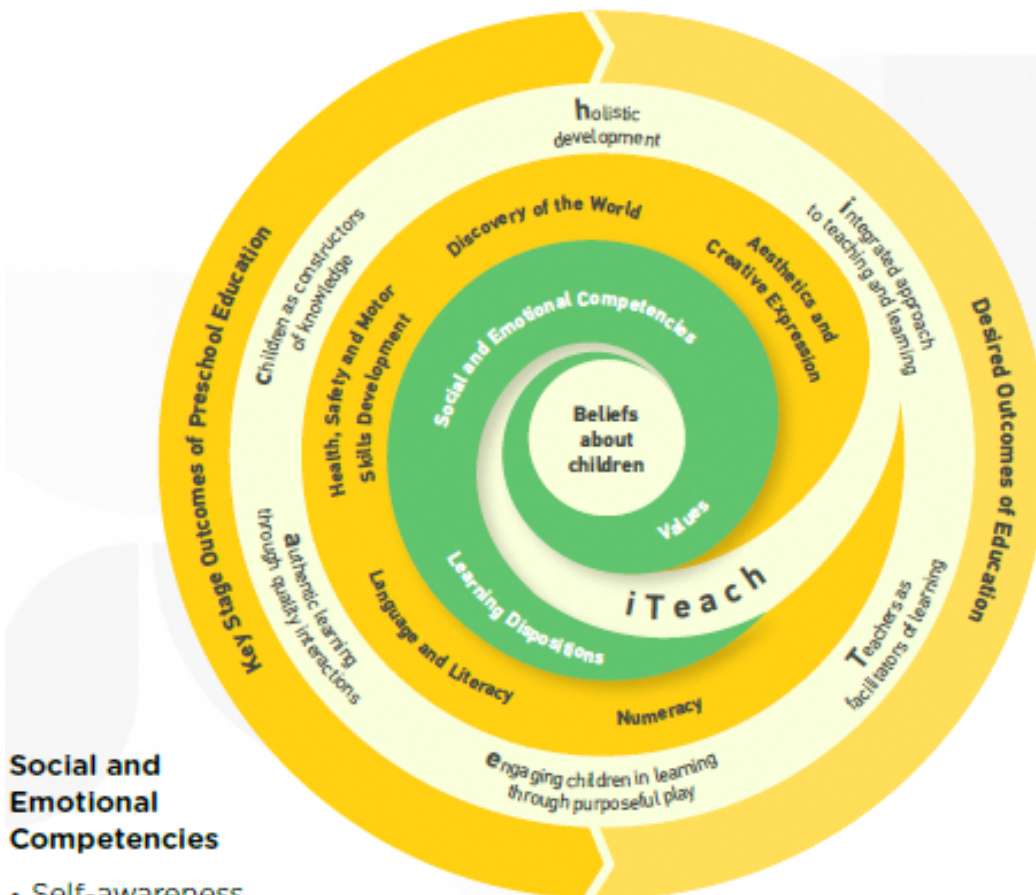 Key Stage Outcomes of Preschool Education
Desired Outcomes of Education
holistic
development
integrated approach
to teaching and learning
Teachers as
facilitators of learning
engaging children in learning
through purposeful play
authentic learning
through quality interactions
Children as constructors
of knowledge
Discovery of the World
Aesthetics and
Creative Expression
Health, Safety and Motor
Skills Development
Language and Literacy
Numeracy
Social and Emotional Competencies
Values
Learning Dispositions
iTeach
Beliefs
about
children
Social and
Emotional
Competencies
• Self-awareness